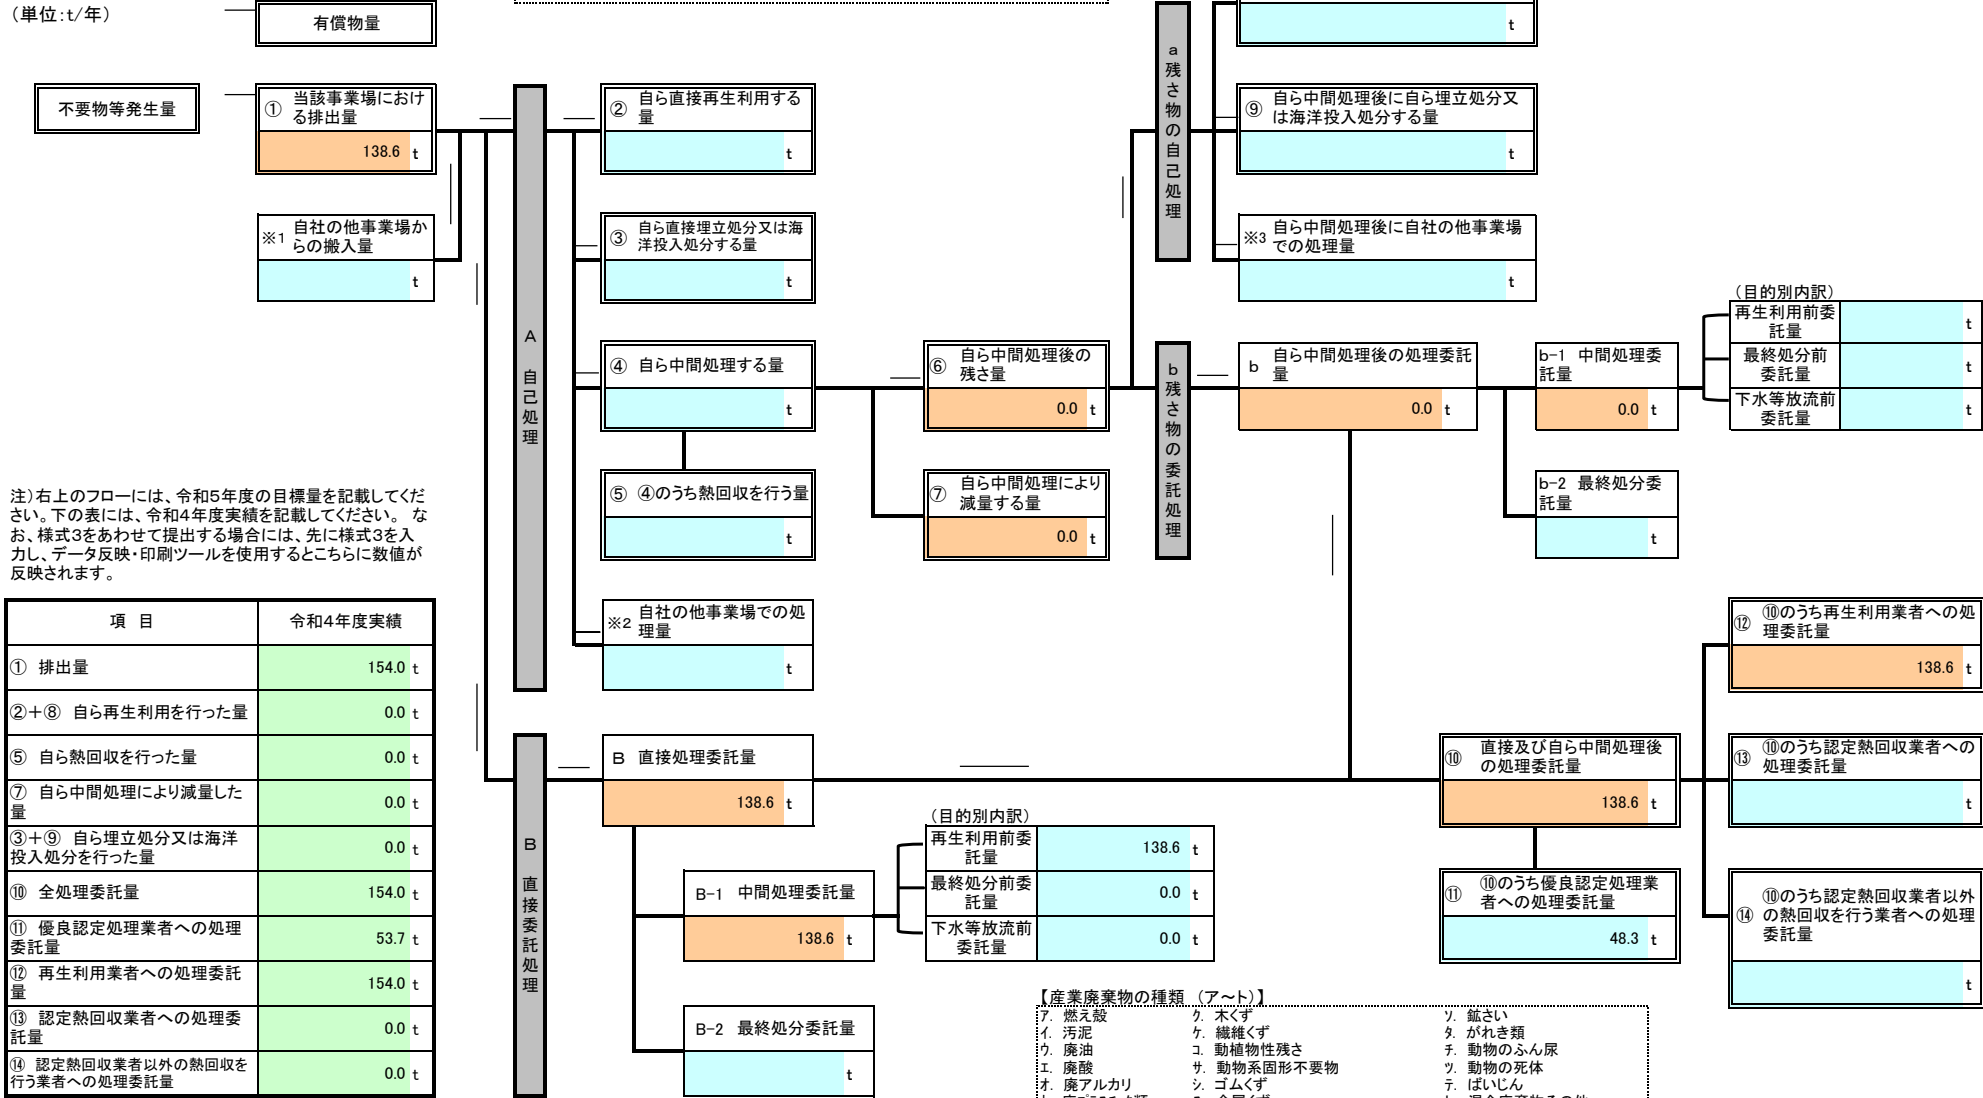 （単位:t/年）
有償物量
不要物等発生量
① 当該事業場におけ
る排出量
138.6 t
※1 自社の他事業場か
らの搬入量
t
A 自己処理
② 自ら直接再生利用する
量
t
③ 自ら直接埋立処分又は海
洋投入処分する量
t
④ 自ら中間処理する量
t
⑤ ④のうち熱回収を行う量
t
※2 自社の他事業場での処
理量
t
⑥ 自ら中間処理後の
残さ量
0.0 t
⑦ 自ら中間処理により
減量する量
0.0 t
a 残さ物の自己処理
t
⑨ 自ら中間処理後に自ら埋立処分又
は海洋投入処分する量
t
※3 自ら中間処理後に自社の他事業場
での処理量
t
b 残さ物の委託処理
b 自ら中間処理後の処理委託
量
0.0 t
b-1 中間処理委
託量
0.0 t
b-2 最終処分委
託量
t
（目的別内訳）
再生利用前委
託量
t
最終処分前
委託量
t
下水等放流前
委託量
t
注）右上のフローには、令和5年度の目標量を記載してくだ
さい。下の表には、令和4年度実績を記載してください。 な
お、様式3をあわせて提出する場合には、先に様式3を入
力し、データ反映・印刷ツールを使用するとこちらに数値が
反映されます。
項 目 令和4年度実績
① 排出量 154.0 t
②＋⑧ 自ら再生利用を行った量 0.0 t
⑤ 自ら熱回収を行った量 0.0 t
⑦ 自ら中間処理により減量した
量 0.0 t
③＋⑨ 自ら埋立処分又は海洋
投入処分を行った量 0.0 t
⑩ 全処理委託量 154.0 t
⑪ 優良認定処理業者への処理
委託量 53.7 t
⑫ 再生利用業者への処理委託
量 154.0 t
⑬ 認定熱回収業者への処理委
託量 0.0 t
⑭ 認定熱回収業者以外の熱回収を
行う業者への処理委託量 0.0 t
B 直接委託処理
B 直接処理委託量
138.6 t
B-1 中間処理委託量
138.6 t
B-2 最終処分委託量
t
（目的別内訳）
再生利用前委
託量
138.6 t
最終処分前委
託量
0.0 t
下水等放流前
委託量
0.0 t
⑩ 直接及び自ら中間処理後
の処理委託量
138.6 t
⑪ ⑩のうち優良認定処理業
者への処理委託量
48.3 t
⑫ ⑩のうち再生利用業者への処
理委託量
138.6 t
⑬ ⑩のうち認定熱回収業者への
処理委託量
t
⑭ ⑩のうち認定熱回収業者以外
の熱回収を行う業者への処理
委託量
t
【産業廃棄物の種類 （ア～ト）】
ア. 燃え殻 ク. 木くず ソ. 鉱さい
イ. 汚泥 ケ. 繊維くず タ. がれき類
ウ. 廃油 コ. 動植物性残さ チ. 動物のふん尿
エ. 廃酸 サ. 動物系固形不要物 ツ. 動物の死体
オ. 廃アルカリ シ. ゴムくず テ. ばいじん